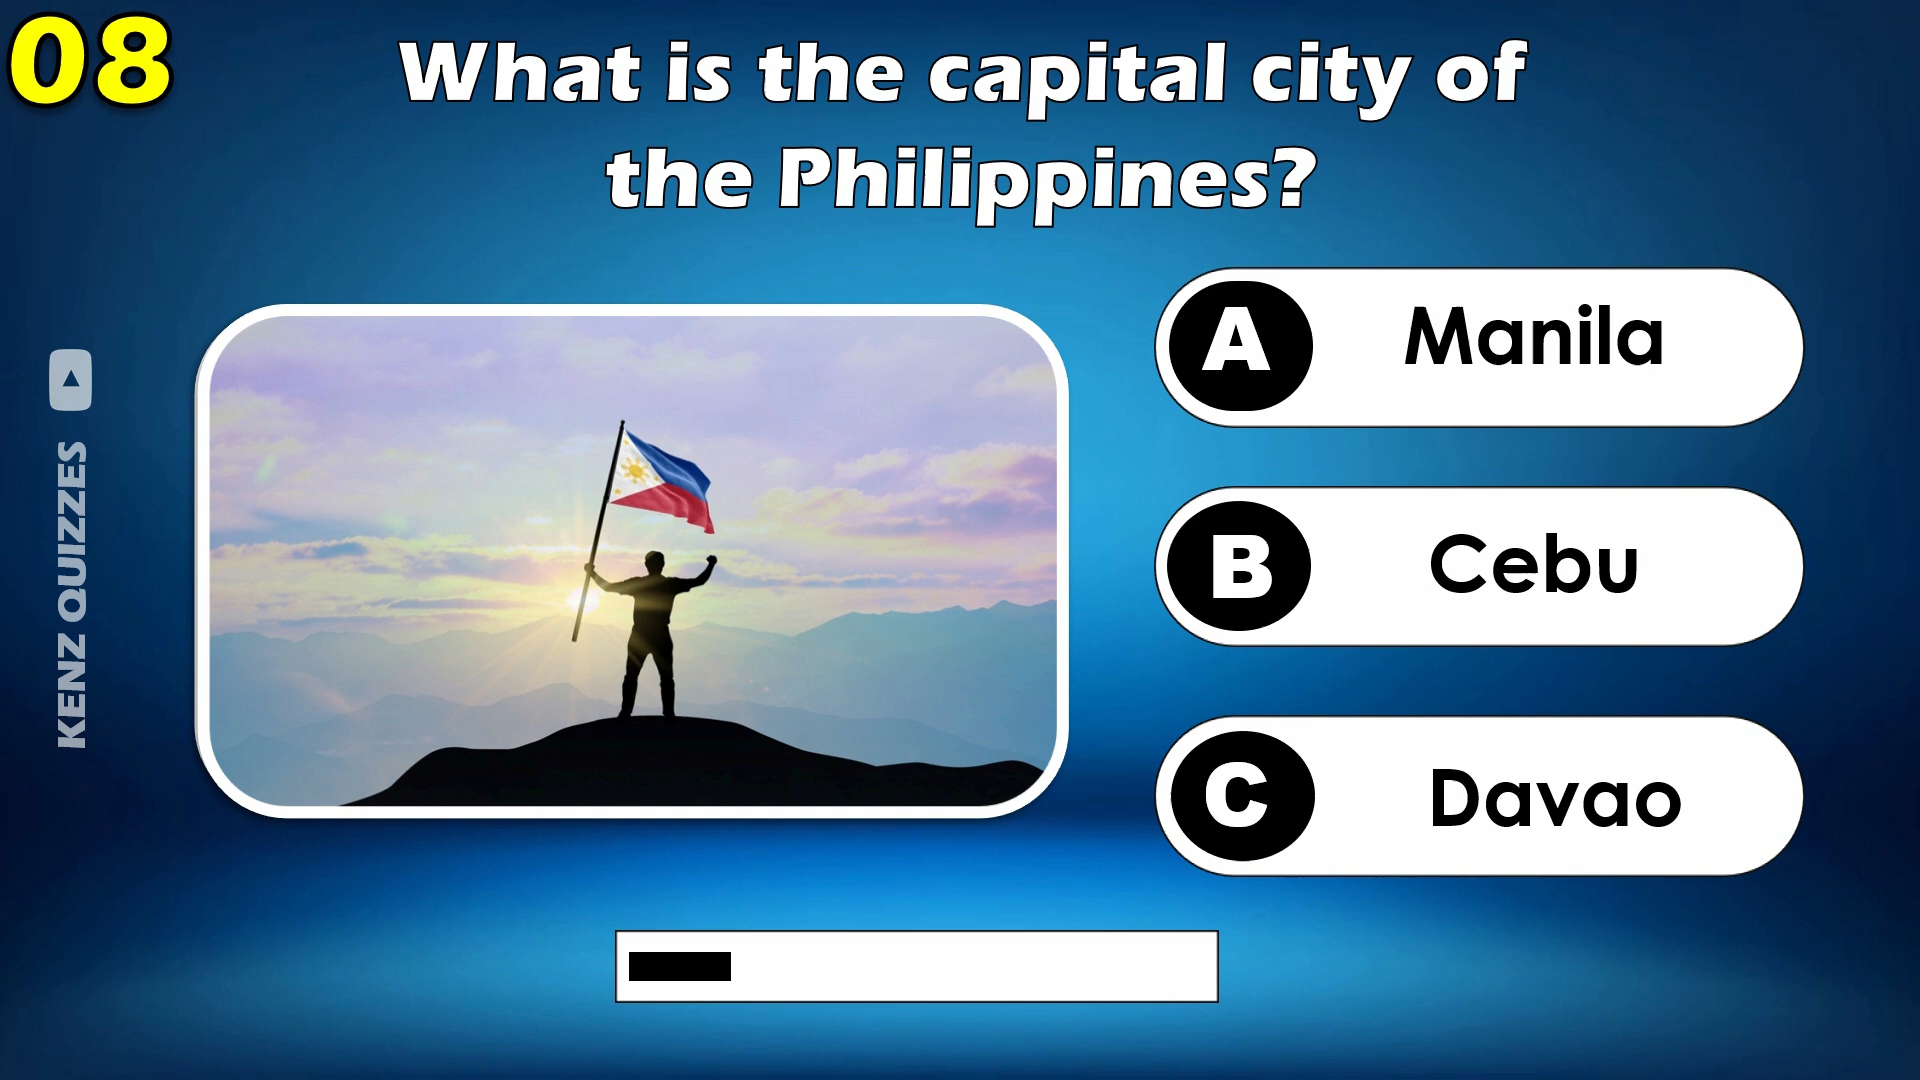 08
What is the capital city of
the Philippines?
A Manila
B Cebu
C Davao
KENZ QUIZZES